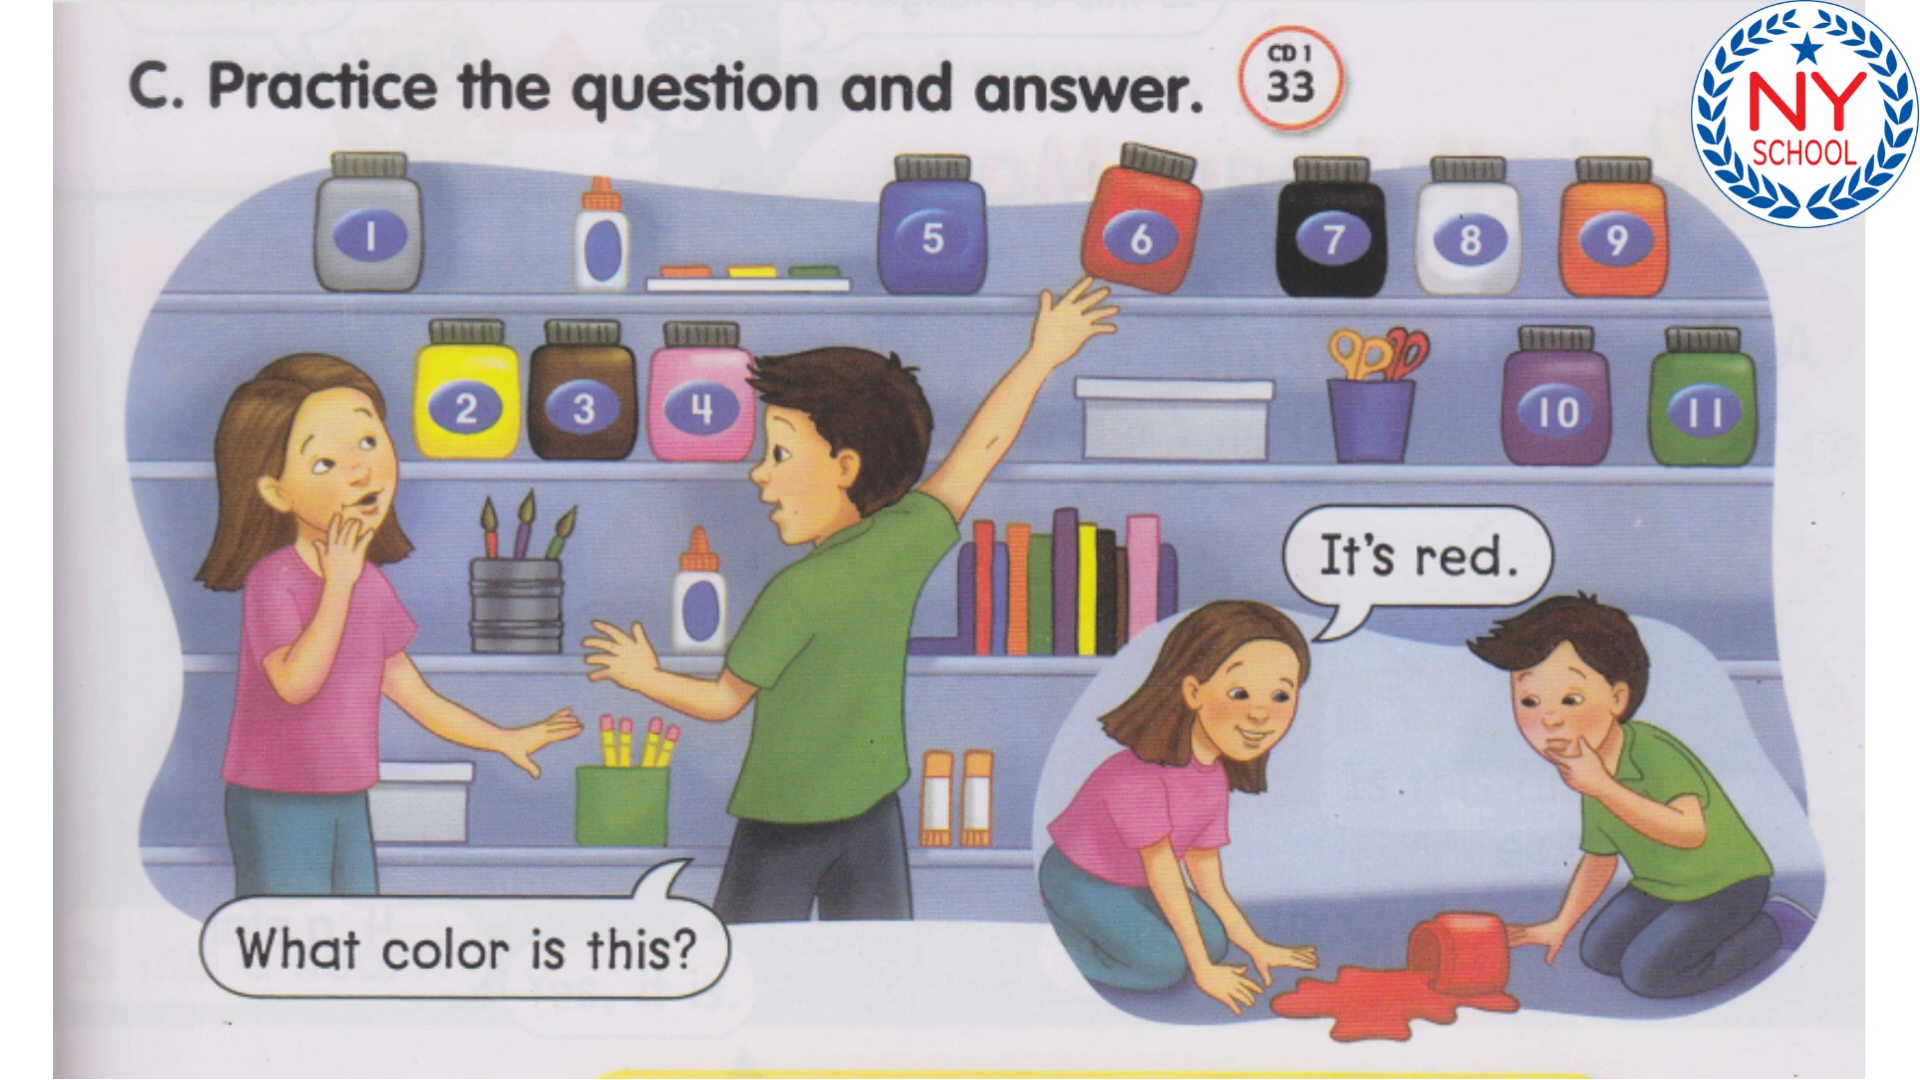 C. Practice the question and answer.
CD 1
33
NY
SCHOOL
1
5
6
7
8
9
2
3
4
10
11
It's red.
What color is this?